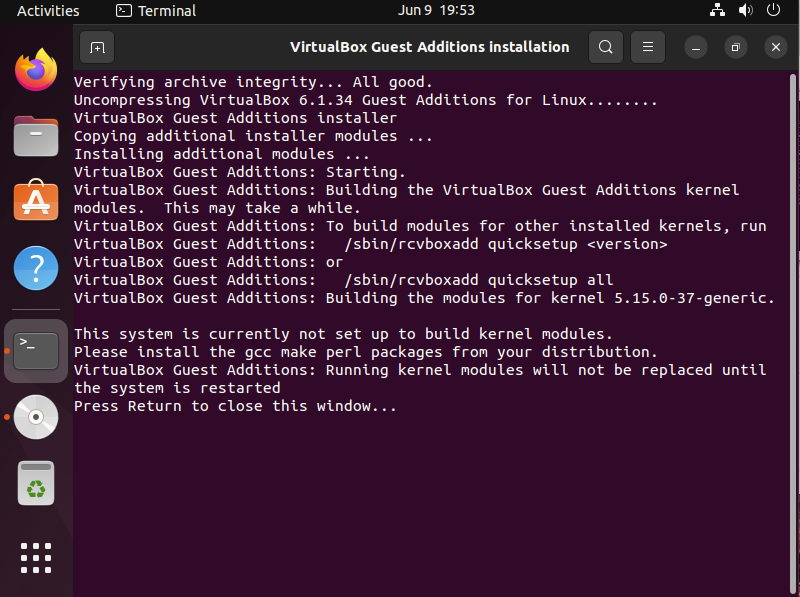 Activities Terminal Jun 9 19:53
VirtualBox Guest Additions installation
Verifying archive integrity... All good.
Uncompressing VirtualBox 6.1.34 Guest Additions for Linux........
VirtualBox Guest Additions installer
Copying additional installer modules ...
Installing additional modules ...
VirtualBox Guest Additions: Starting.
VirtualBox Guest Additions: Building the VirtualBox Guest Additions kernel
modules.  This may take a while.
VirtualBox Guest Additions: To build modules for other installed kernels, run
VirtualBox Guest Additions:   /sbin/rcvboxadd quicksetup <version>
VirtualBox Guest Additions: or
VirtualBox Guest Additions:   /sbin/rcvboxadd quicksetup all
VirtualBox Guest Additions: Building the modules for kernel 5.15.0-37-generic.
This system is currently not set up to build kernel modules.
Please install the gcc make perl packages from your distribution.
VirtualBox Guest Additions: Running kernel modules will not be replaced until
the system is restarted
Press Return to close this window...